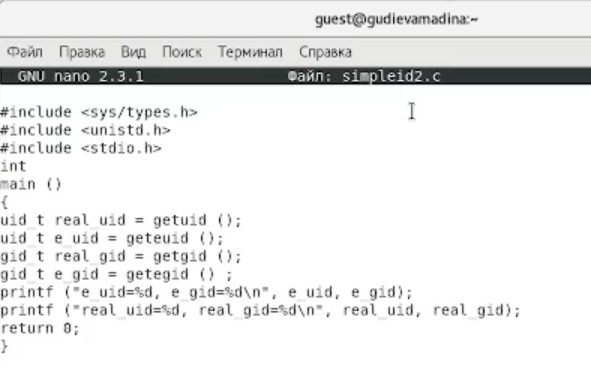 guest@gudievamadina:~
Файл Правка Вид Поиск Терминал Справка
GNU nano 2.3.1 Файл: simpleid2.c
#include <sys/types.h>
#include <unistd.h>
#include <stdio.h>
int
main ()
{
uid_t real_uid = getuid ();
uid_t e_uid = geteuid ();
gid_t real_gid = getgid ();
gid_t e_gid = getegid () ;
printf ("e_uid=%d, e_gid=%d\n", e_uid, e_gid);
printf ("real_uid=%d, real_gid=%d\n", real_uid, real_gid);
return 0;
}